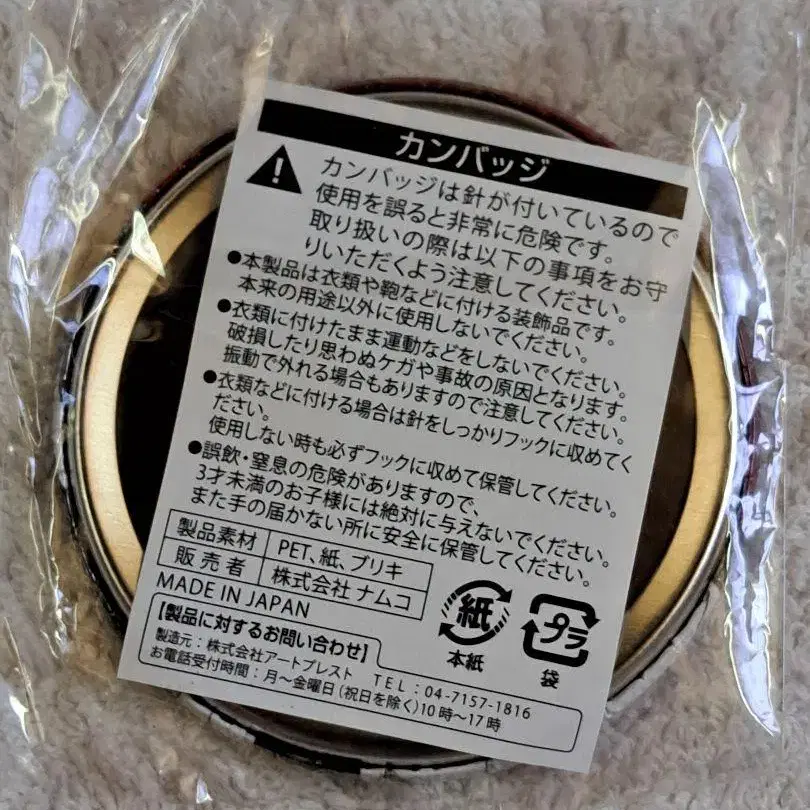 カンバッジ
カンバッジは針が付いているので
使用を誤ると非常に危険です。
取り扱いの際は以下の事項をお守
りいただくよう注意してください。
●本製品は衣類や鞄などに付ける装飾品です。
本来の用途以外に使用しないでください。
●衣類に付けたまま運動などをしないでください。
破損したり思わぬケガや事故の原因となります。
振動で外れる場合もありますので注意してください。
●衣類などに付ける場合は針をしっかりフックに収めてく
ださい。
使用しない時も必ずフックに収めて保管してください。
●誤飲・窒息の危険がありますので、
3才未満のお子様には絶対に与えないでください。
また手の届かない所に安全に保管してください。
製品素材 PET、紙、ブリキ
販売者 株式会社 ナムコ
MADE IN JAPAN
紙
本紙
プラ
袋
【製品に対するお問い合わせ】
製造元：株式会社アートプレスト TEL：04-7157-1816
お電話受付時間：月〜金曜日(祝日を除く)10時〜17時